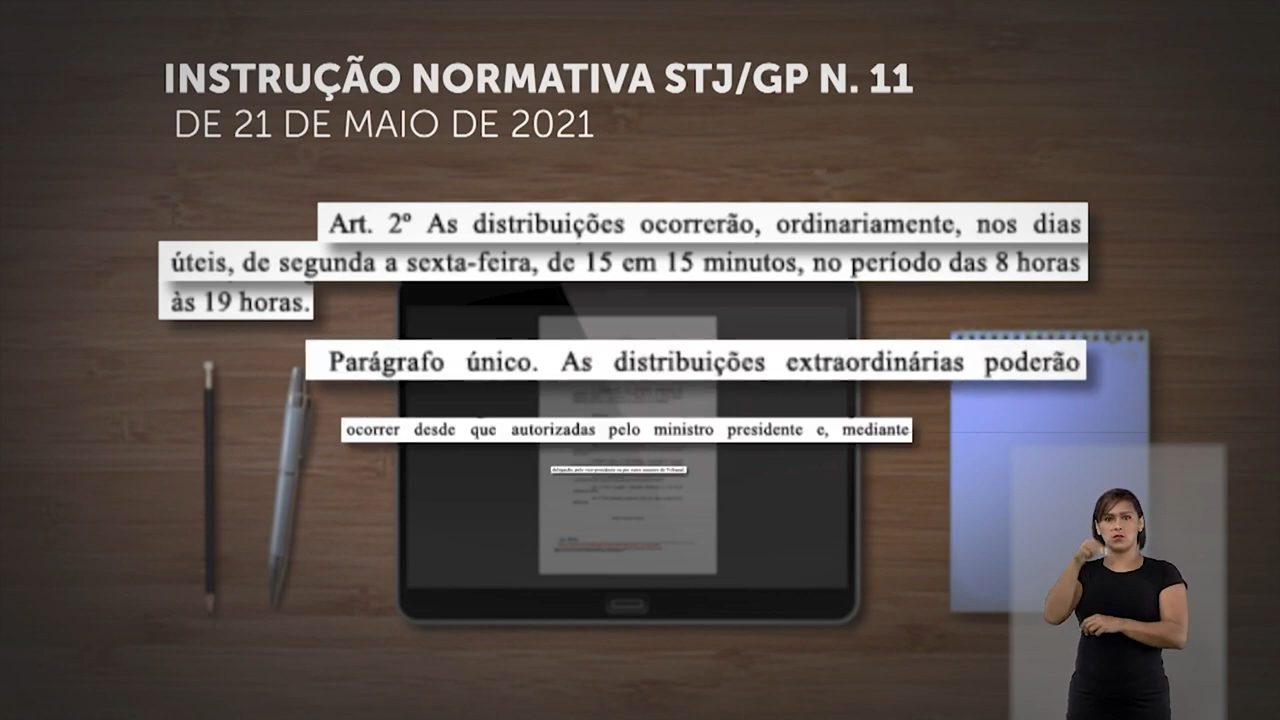 INSTRUÇÃO NORMATIVA STJ/GP N. 11
DE 21 DE MAIO DE 2021
Art. 2º As distribuições ocorrerão, ordinariamente, nos dias
úteis, de segunda a sexta-feira, de 15 em 15 minutos, no período das 8 horas
às 19 horas.
Parágrafo único. As distribuições extraordinárias poderão
ocorrer desde que autorizadas pelo ministro presidente e, mediante